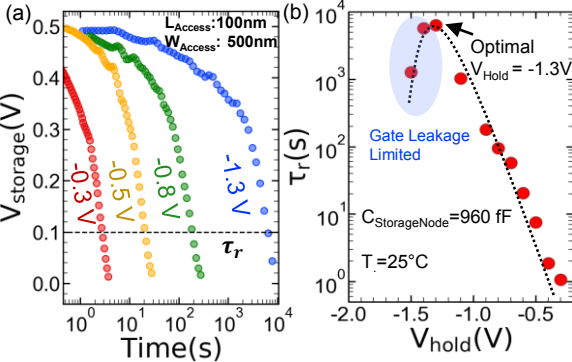 (a)
L_Access:100nm
W_Access: 500nm
V_storage(V)
0.5
0.4
0.3
0.2
0.1
0.0
-0.3 V
-0.5 V
-0.8 V
-1.3 V
τ_r
10^0 10^1 10^2 10^3 10^4
Time(s)
(b)
τ_r(s)
10^4
10^3
10^2
10^1
10^0
Optimal
V_Hold = -1.3V
Gate Leakage
Limited
C_StorageNode=960 fF
T :25°C
-2.0 -1.5 -1.0 -0.5 0.0
V_hold(V)